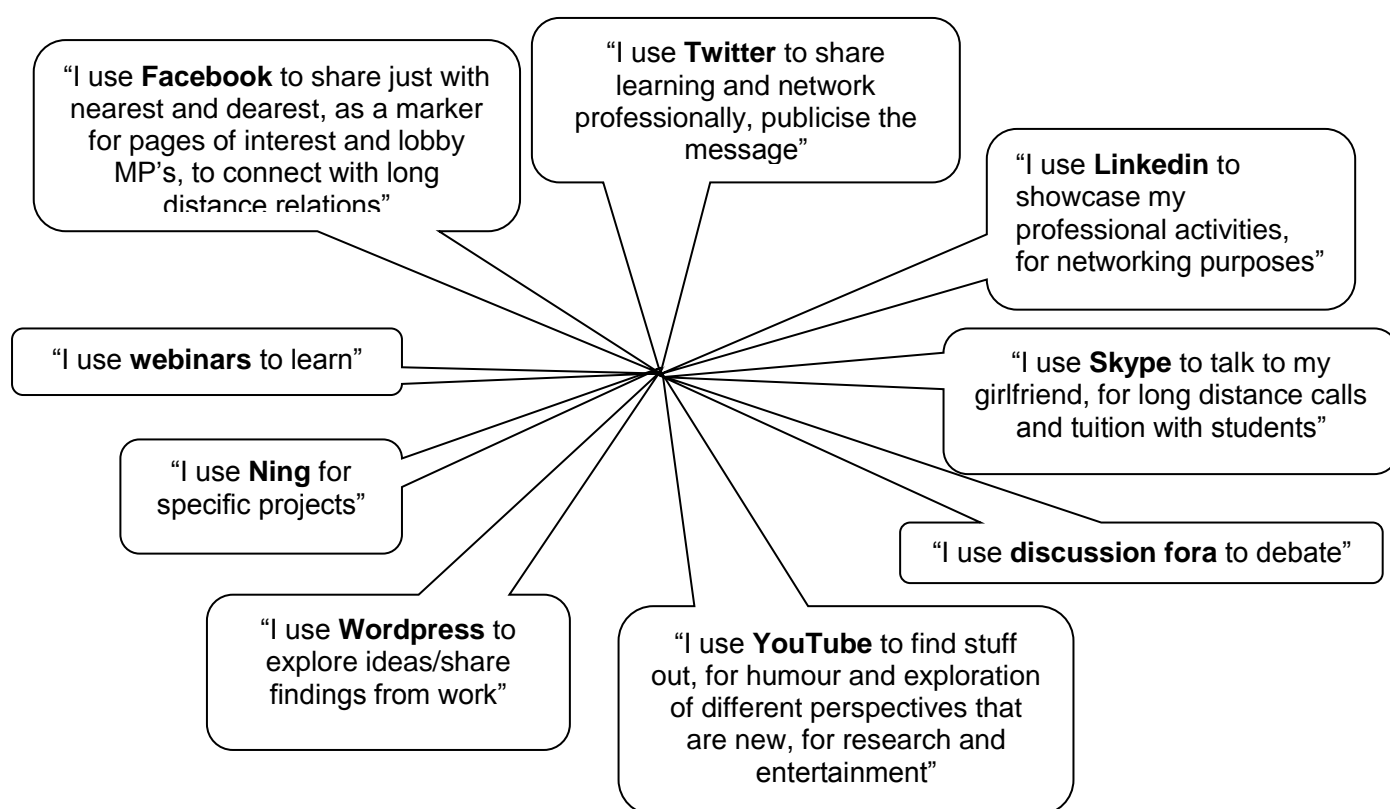 “I use Facebook to share just with
nearest and dearest, as a marker
for pages of interest and lobby
MP’s, to connect with long
distance relations”
“I use Twitter to share
learning and network
professionally, publicise the
message”
“I use Linkedin to
showcase my
professional activities,
for networking purposes”
“I use webinars to learn”
“I use Skype to talk to my
girlfriend, for long distance calls
and tuition with students”
“I use Ning for
specific projects”
“I use discussion fora to debate”
“I use Wordpress to
explore ideas/share
findings from work”
“I use YouTube to find stuff
out, for humour and exploration
of different perspectives that
are new, for research and
entertainment”